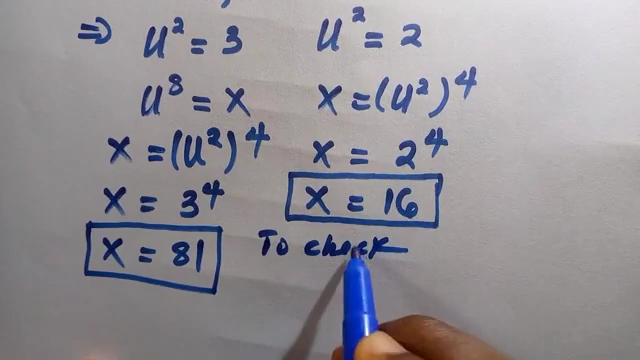 ⇒ U² = 3
U⁸ = X
X = (U²)⁴
X = 3⁴
X = 81
U² = 2
X = (U²)⁴
X = 2⁴
X = 16
To check